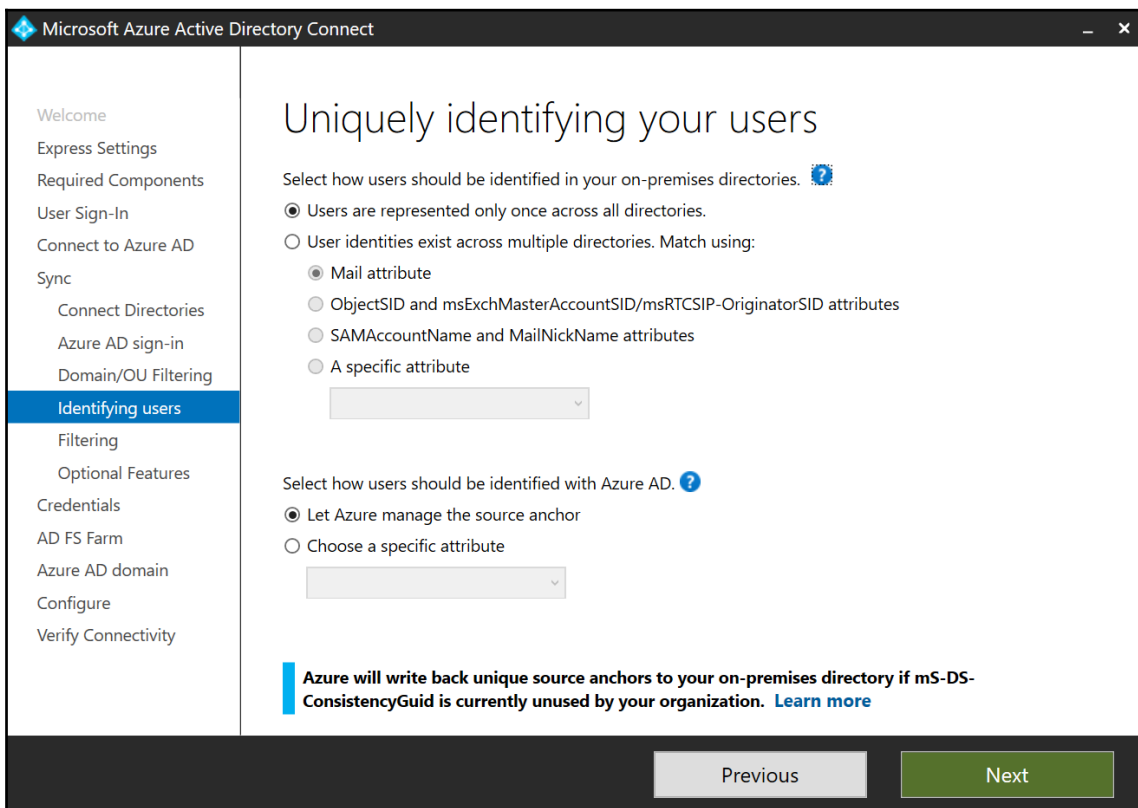 Microsoft Azure Active Directory Connect
Welcome
Express Settings
Required Components
User Sign-In
Connect to Azure AD
Sync
Connect Directories
Azure AD sign-in
Domain/OU Filtering
Identifying users
Filtering
Optional Features
Credentials
AD FS Farm
Azure AD domain
Configure
Verify Connectivity
Uniquely identifying your users
Select how users should be identified in your on-premises directories. ?
Users are represented only once across all directories.
User identities exist across multiple directories. Match using:
Mail attribute
ObjectSID and msExchMasterAccountSID/msRTCSIP-OriginatorSID attributes
SAMAccountName and MailNickName attributes
A specific attribute
Select how users should be identified with Azure AD. ?
Let Azure manage the source anchor
Choose a specific attribute
Azure will write back unique source anchors to your on-premises directory if mS-DS-
ConsistencyGuid is currently unused by your organization. Learn more
Previous
Next